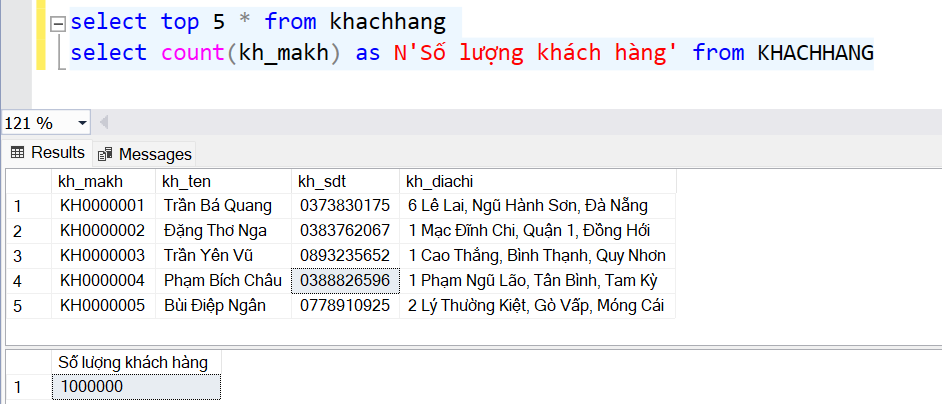 select top 5 * from khachhang
select count(kh_makh) as N'Số lượng khách hàng' from KHACHHANG
121 %
Results Messages
kh_makh kh_ten kh_sdt kh_diachi
1 KH0000001 Trần Bá Quang 0373830175 6 Lê Lai, Ngũ Hành Sơn, Đà Nẵng
2 KH0000002 Đặng Thơ Nga 0383762067 1 Mạc Đĩnh Chi, Quận 1, Đồng Hới
3 KH0000003 Trần Yên Vũ 0893235652 1 Cao Thắng, Bình Thạnh, Quy Nhơn
4 KH0000004 Phạm Bích Châu 0388826596 1 Phạm Ngũ Lão, Tân Bình, Tam Kỳ
5 KH0000005 Bùi Điệp Ngân 0778910925 2 Lý Thường Kiệt, Gò Vấp, Móng Cái
Số lượng khách hàng
1 1000000